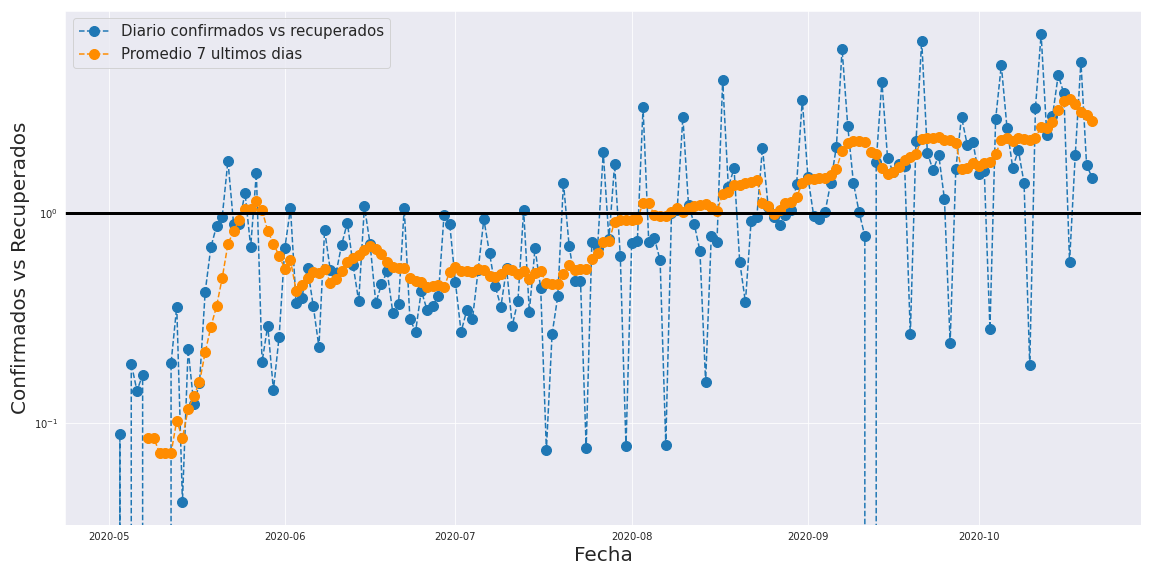 Diario confirmados vs recuperados
Promedio 7 ultimos dias
Confirmados vs Recuperados
10⁰
10⁻¹
2020-05 2020-06 2020-07 2020-08 2020-09 2020-10
Fecha